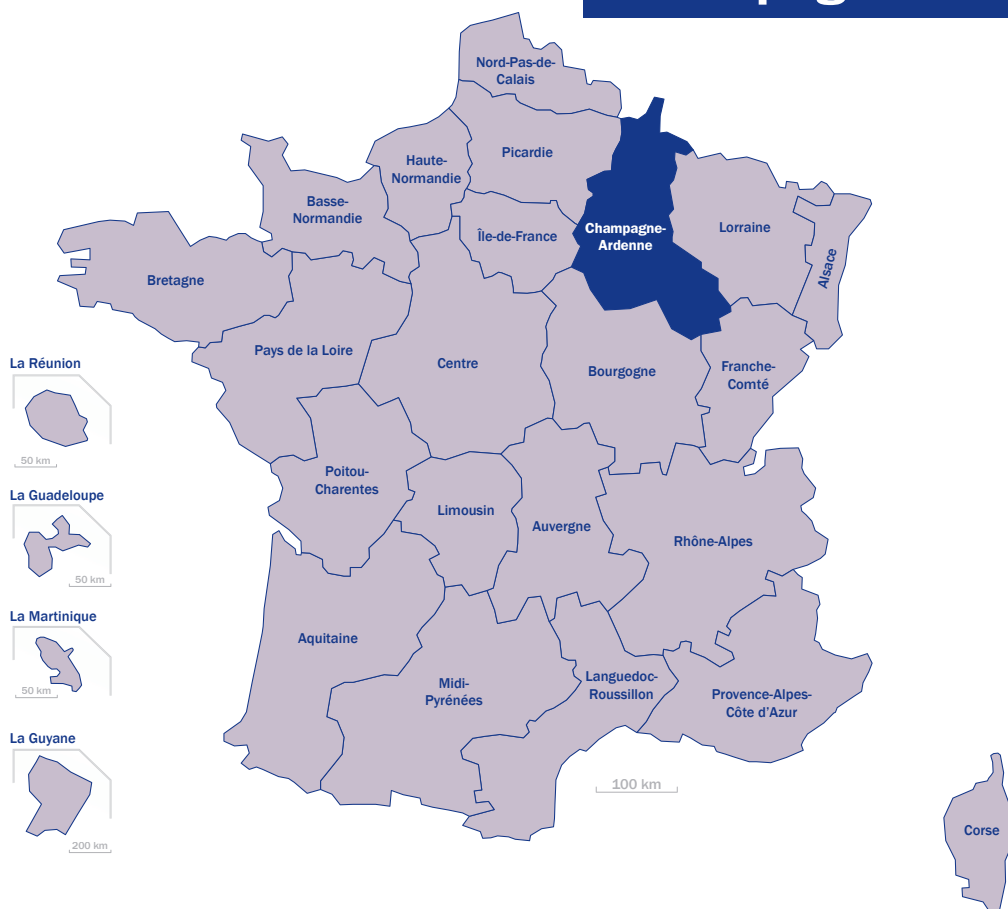 Nord-Pas-de-
Calais
Picardie
Haute-
Normandie
Basse-
Normandie
Île-de-France
Champagne-
Ardenne
Lorraine
Alsace
Bretagne
Pays de la Loire
Centre
Bourgogne
Franche-
Comté
La Réunion
50 km
Poitou-
Charentes
La Guadeloupe
50 km
Limousin
Auvergne
Rhône-Alpes
La Martinique
50 km
Aquitaine
Midi-
Pyrénées
Languedoc-
Roussillon
Provence-Alpes-
Côte d'Azur
La Guyane
200 km
100 km
Corse